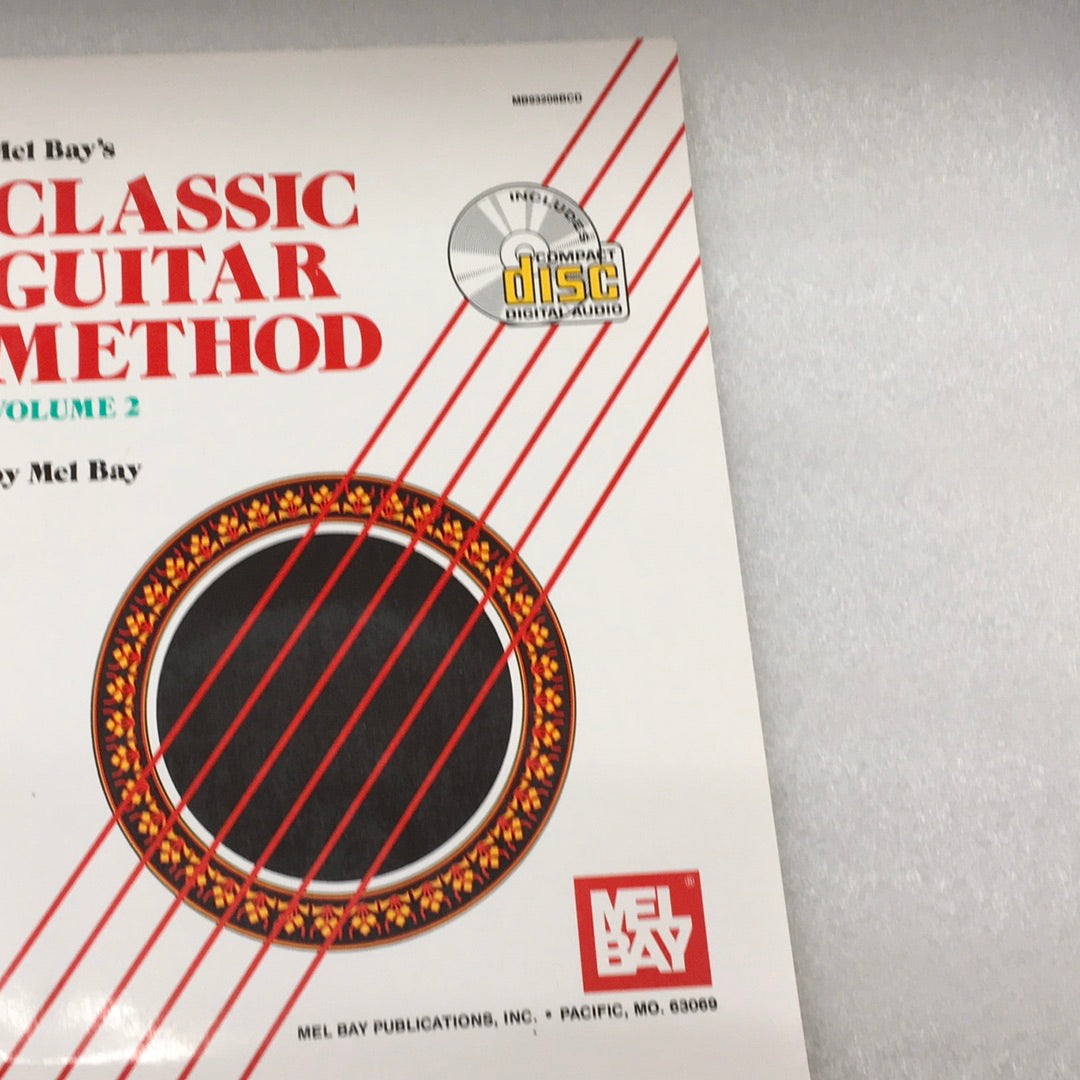 MB93208BCD
Mel Bay's
CLASSIC
GUITAR
METHOD
VOLUME 2
by Mel Bay
INCLUDES
COMPACT
disc
DIGITAL AUDIO
MEL
BAY
®
MEL BAY PUBLICATIONS, INC. • PACIFIC, MO. 63069